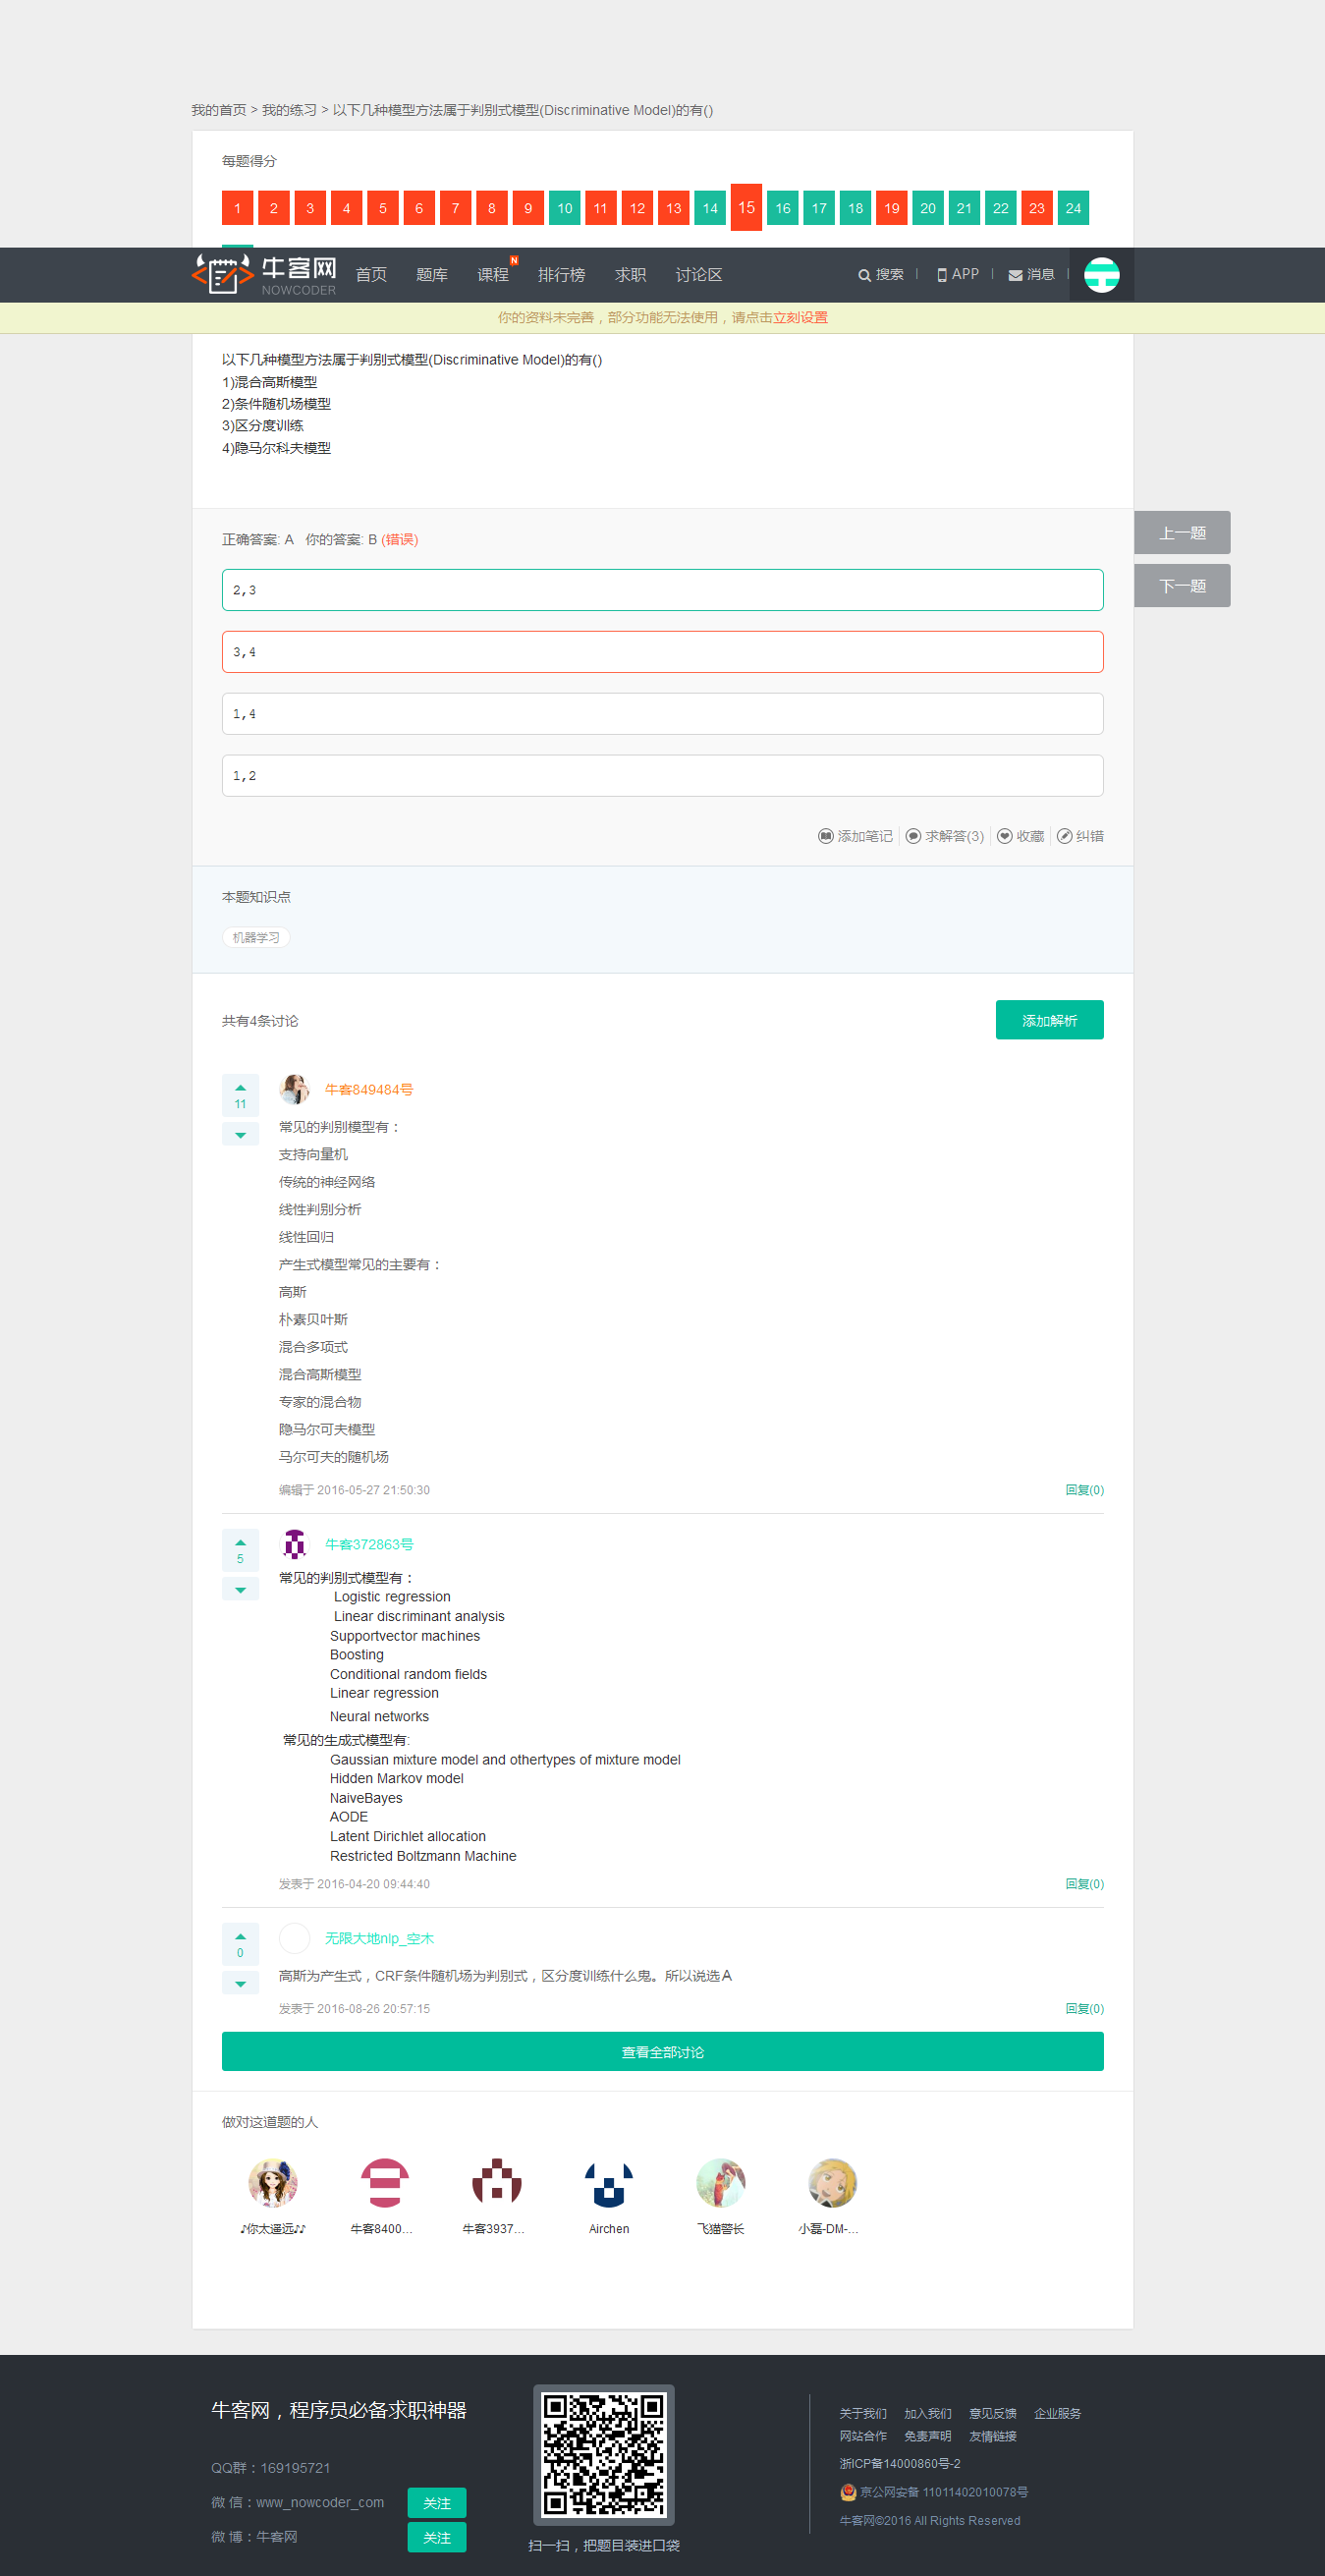 我的首页 > 我的练习 > 以下几种模型方法属于判别式模型(Discriminative Model)的有()
每题得分
1 2 3 4 5 6 7 8 9 10 11 12 13 14 15 16 17 18 19 20 21 22 23 24
牛客网 NOWCODER 首页 题库 课程 N 排行榜 求职 讨论区 搜索 APP 消息
你的资料未完善，部分功能无法使用，请点击立刻设置
以下几种模型方法属于判别式模型(Discriminative Model)的有()
1)混合高斯模型
2)条件随机场模型
3)区分度训练
4)隐马尔科夫模型
上一题
正确答案: A 你的答案: B (错误)
下一题
2,3
3,4
1,4
1,2
添加笔记 求解答(3) 收藏 纠错
本题知识点
机器学习
共有4条讨论 添加解析
11 牛客849484号
常见的判别模型有：
支持向量机
传统的神经网络
线性判别分析
线性回归
产生式模型常见的主要有：
高斯
朴素贝叶斯
混合多项式
混合高斯模型
专家的混合物
隐马尔可夫模型
马尔可夫的随机场
编辑于 2016-05-27 21:50:30 回复(0)
5 牛客372863号
常见的判别式模型有：
Logistic regression
Linear discriminant analysis
Supportvector machines
Boosting
Conditional random fields
Linear regression
Neural networks
常见的生成式模型有:
Gaussian mixture model and othertypes of mixture model
Hidden Markov model
NaiveBayes
AODE
Latent Dirichlet allocation
Restricted Boltzmann Machine
发表于 2016-04-20 09:44:40 回复(0)
0 无限大地nlp_空木
高斯为产生式，CRF条件随机场为判别式，区分度训练什么鬼。所以说选A
发表于 2016-08-26 20:57:15 回复(0)
查看全部讨论
做对这道题的人
♪你太遥远♪♪ 牛客8400... 牛客3937... Airchen 飞猫警长 小磊-DM-...
牛客网，程序员必备求职神器
QQ群：169195721
微 信：www_nowcoder_com 关注
微 博：牛客网 关注
扫一扫，把题目装进口袋
关于我们 加入我们 意见反馈 企业服务
网站合作 免责声明 友情链接
浙ICP备14000860号-2
京公网安备 11011402010078号
牛客网©2016 All Rights Reserved